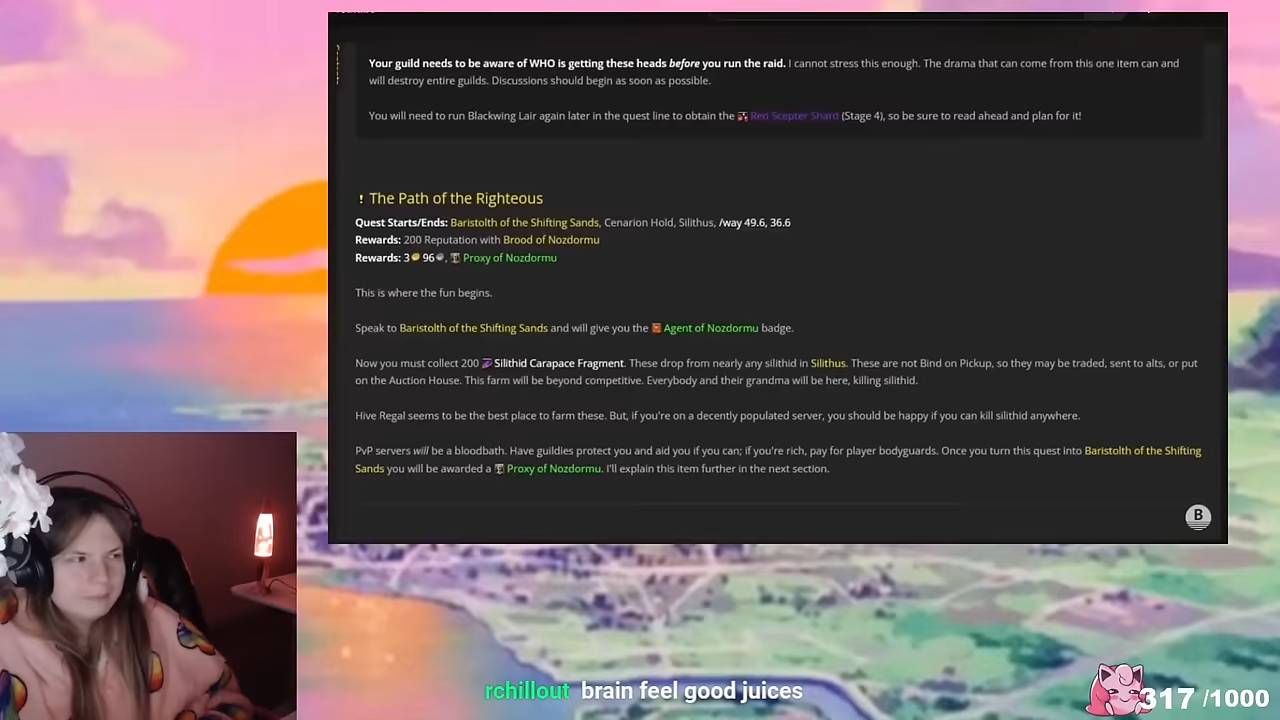 Your guild needs to be aware of WHO is getting these heads before you run the raid. I cannot stress this enough. The drama that can come from this one item can and
will destroy entire guilds. Discussions should begin as soon as possible.
You will need to run Blackwing Lair again later in the quest line to obtain the Red Scepter Shard (Stage 4), so be sure to read ahead and plan for it!
! The Path of the Righteous
Quest Starts/Ends: Baristolth of the Shifting Sands, Cenarion Hold, Silithus, /way 49.6, 36.6
Rewards: 200 Reputation with Brood of Nozdormu
Rewards: 3 96, Proxy of Nozdormu
This is where the fun begins.
Speak to Baristolth of the Shifting Sands and will give you the Agent of Nozdormu badge.
Now you must collect 200 Silithid Carapace Fragment. These drop from nearly any silithid in Silithus. These are not Bind on Pickup, so they may be traded, sent to alts, or put
on the Auction House. This farm will be beyond competitive. Everybody and their grandma will be here, killing silithid.
Hive Regal seems to be the best place to farm these. But, if you're on a decently populated server, you should be happy if you can kill silithid anywhere.
PvP servers will be a bloodbath. Have guildies protect you and aid you if you can; if you're rich, pay for player bodyguards. Once you turn this quest into Baristolth of the Shifting
Sands you will be awarded a Proxy of Nozdormu. I'll explain this item further in the next section.
B
rchillout brain feel good juices
317 /1000